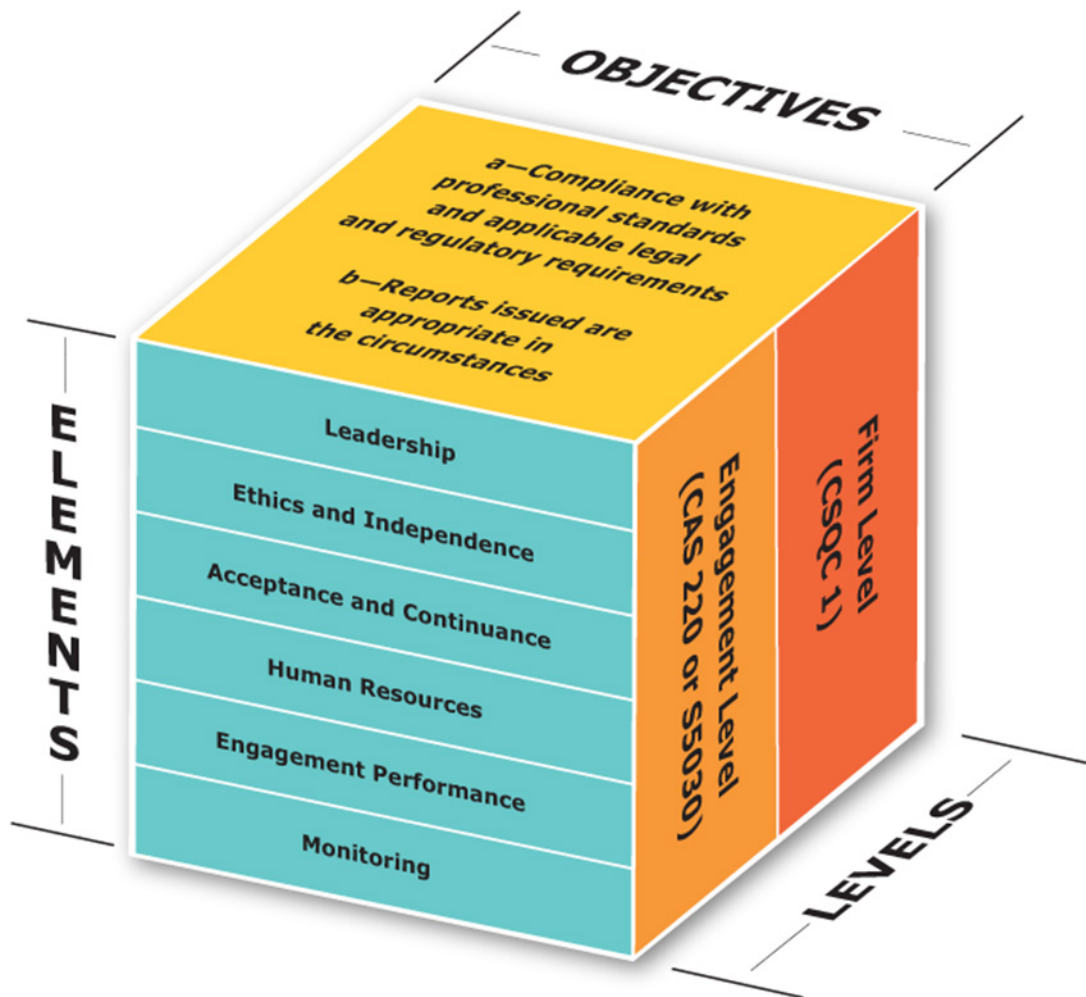 OBJECTIVES
a—Compliance with
professional standards
and applicable legal
and regulatory requirements
b—Reports issued are
appropriate in
the circumstances
ELEMENTS
Leadership
Ethics and Independence
Acceptance and Continuance
Human Resources
Engagement Performance
Monitoring
Engagement Level
(CAS 220 or S5030)
Firm Level
(CSQC 1)
LEVELS